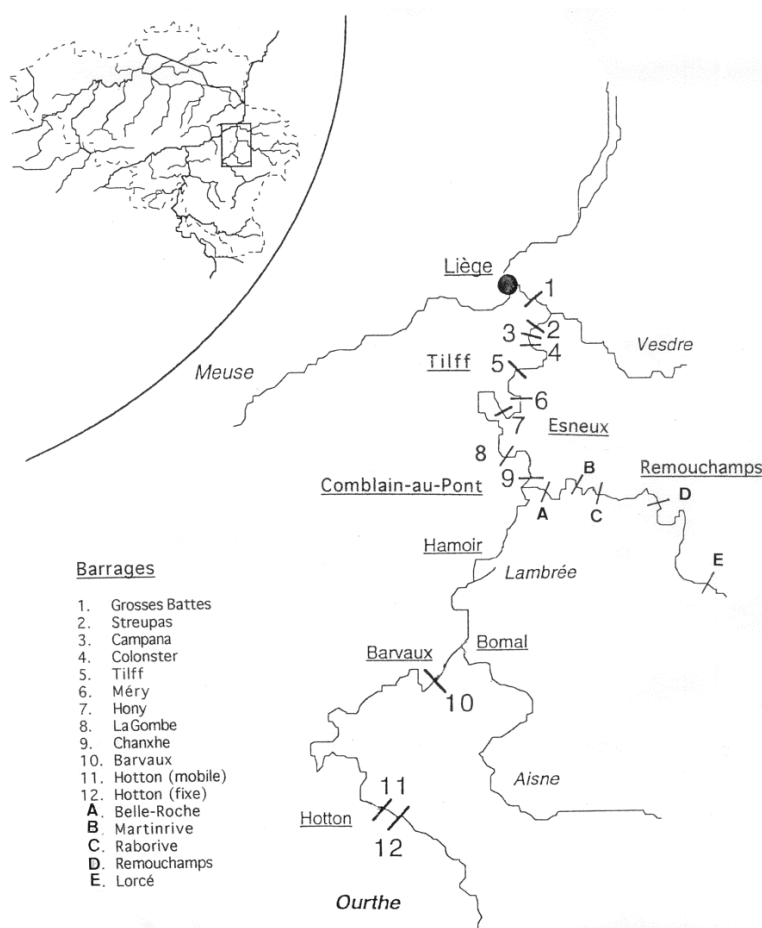 Liège
1
2
3
4
Vesdre
Meuse
Tilff
5
6
7
Esneux
8
9
Comblain-au-Pont
B
Remouchamps
A
C
D
Hamoir
E
Lambrée
Barrages
1. Grosses Battes
2. Streupas
3. Campana
4. Colonster
5. Tilff
6. Méry
7. Hony
8. La Gombe
9. Chanxhe
10. Barvaux
11. Hotton (mobile)
12. Hotton (fixe)
A. Belle-Roche
B. Martinrive
C. Raborive
D. Remouchamps
E. Lorcé
Barvaux
Bomal
10
Aisne
11
Hotton
12
Ourthe